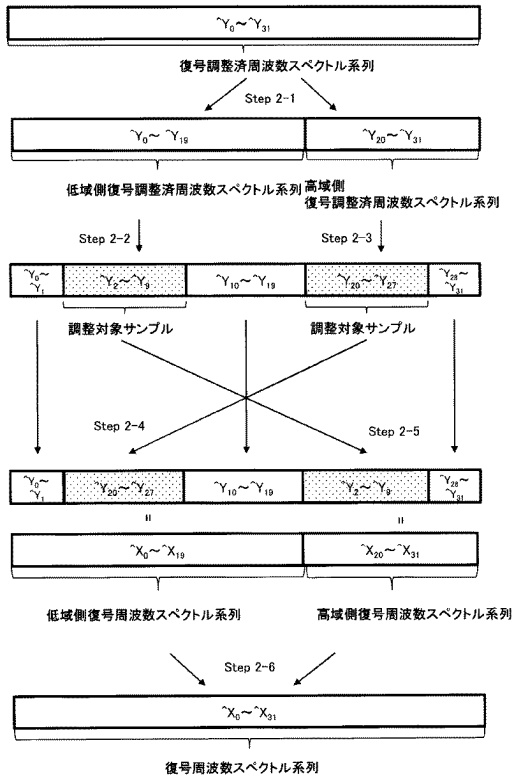 ^Y₀～^Y₃₁
復号調整済周波数スペクトル系列
Step 2-1
^Y₀～ ^Y₁₉
^Y₂₀～^Y₃₁
低域側復号調整済周波数スペクトル系列
高域側
復号調整済周波数スペクトル系列
Step 2-2
Step 2-3
^Y₀～
^Y₁
^Y₂～^Y₉
^Y₁₀～^Y₁₉
^Y₂₀～^Y₂₇
^Y₂₈～
^Y₃₁
調整対象サンプル
調整対象サンプル
Step 2-4
Step 2-5
^Y₀～
^Y₁
^Y₂₀～^Y₂₇
^Y₁₀～^Y₁₉
^Y₂～^Y₉
^Y₂₈～
^Y₃₁
=
=
^X₀～^X₁₉
^X₂₀～^X₃₁
低域側復号周波数スペクトル系列
高域側復号周波数スペクトル系列
Step 2-6
^X₀～^X₃₁
復号周波数スペクトル系列